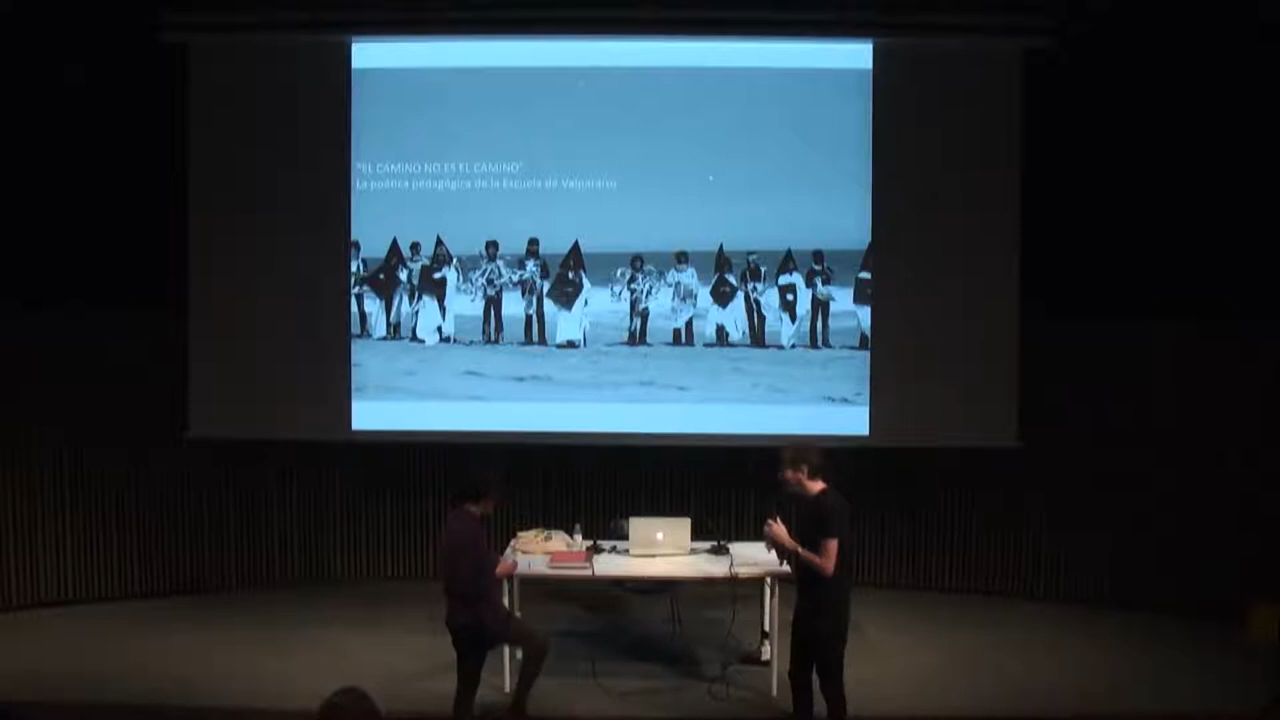 "EL CAMINO NO ES EL CAMINO"
La poética pedagógica de la Escuela de Valparaíso